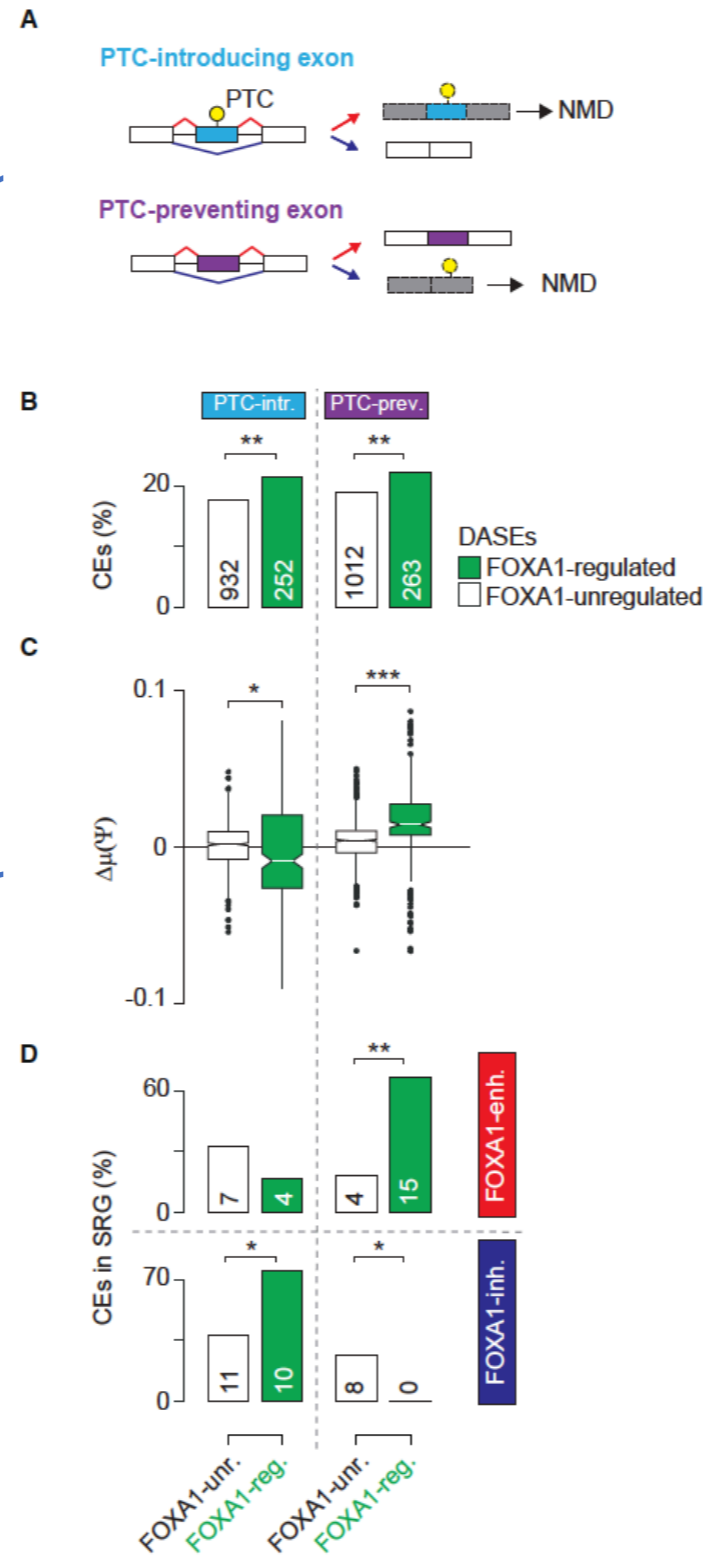 A
PTC-introducing exon
PTC
NMD
PTC-preventing exon
NMD
B
PTC-intr.
PTC-prev.
**
**
CEs (%)
20
0
932
252
1012
263
DASEs
FOXA1-regulated
FOXA1-unregulated
C
Δμ(Ψ)
0.1
0
-0.1
*
***
D
CEs in SRG (%)
60
0
**
7
4
4
15
FOXA1-enh.
70
0
*
*
11
10
8
0
FOXA1-inh.
FOXA1-unr.
FOXA1-reg.
FOXA1-unr.
FOXA1-reg.